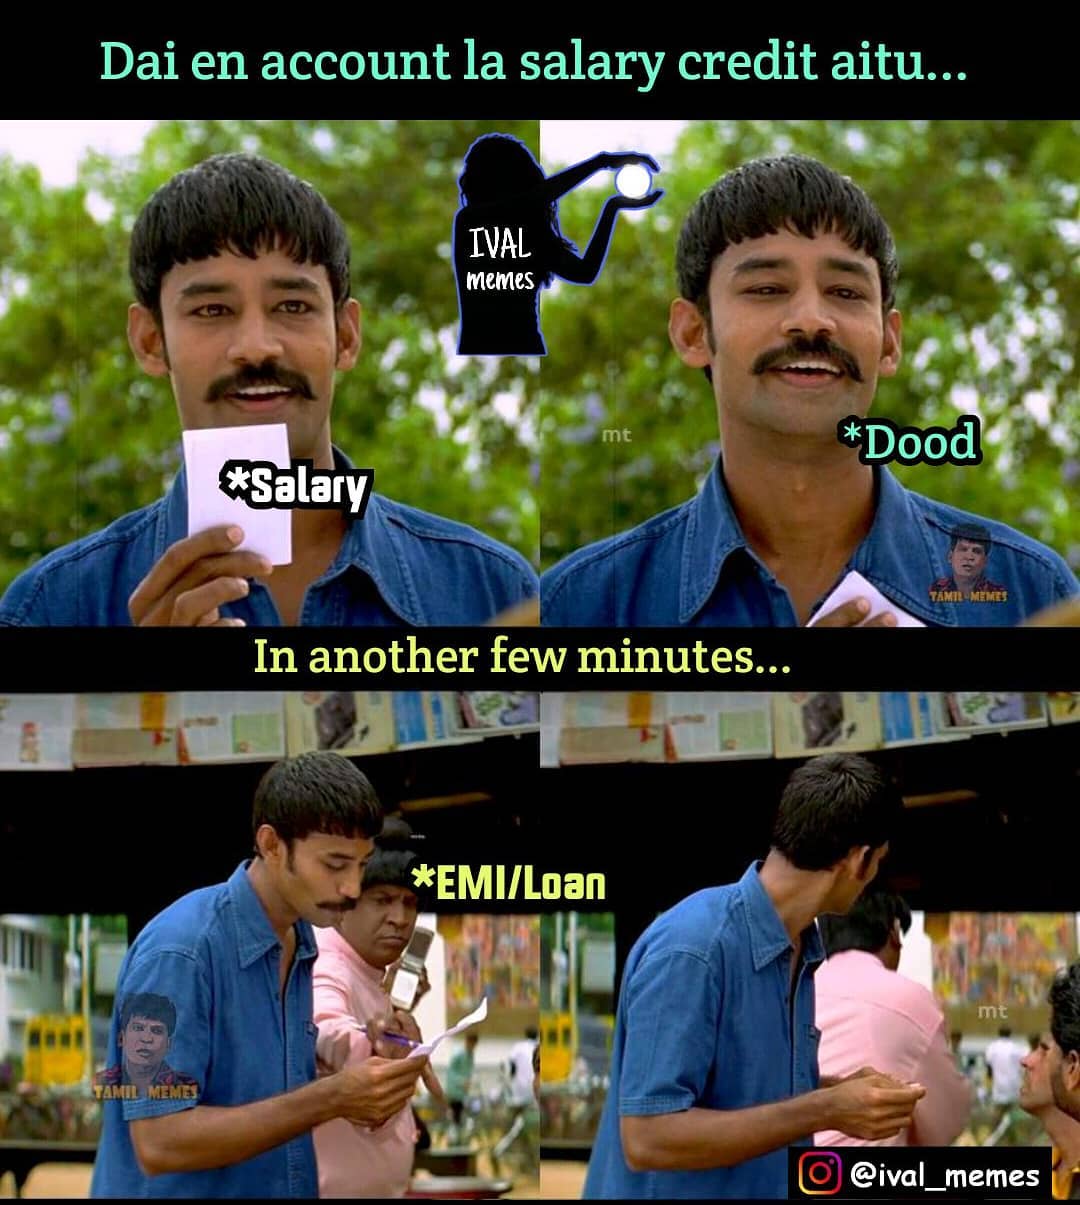 Dai en account la salary credit aitu...
IVAL
memes
*Salary
mt
*Dood
TAMIL MEMES
In another few minutes...
*EMI/Loan
TAMIL MEMES
mt
@ival_memes